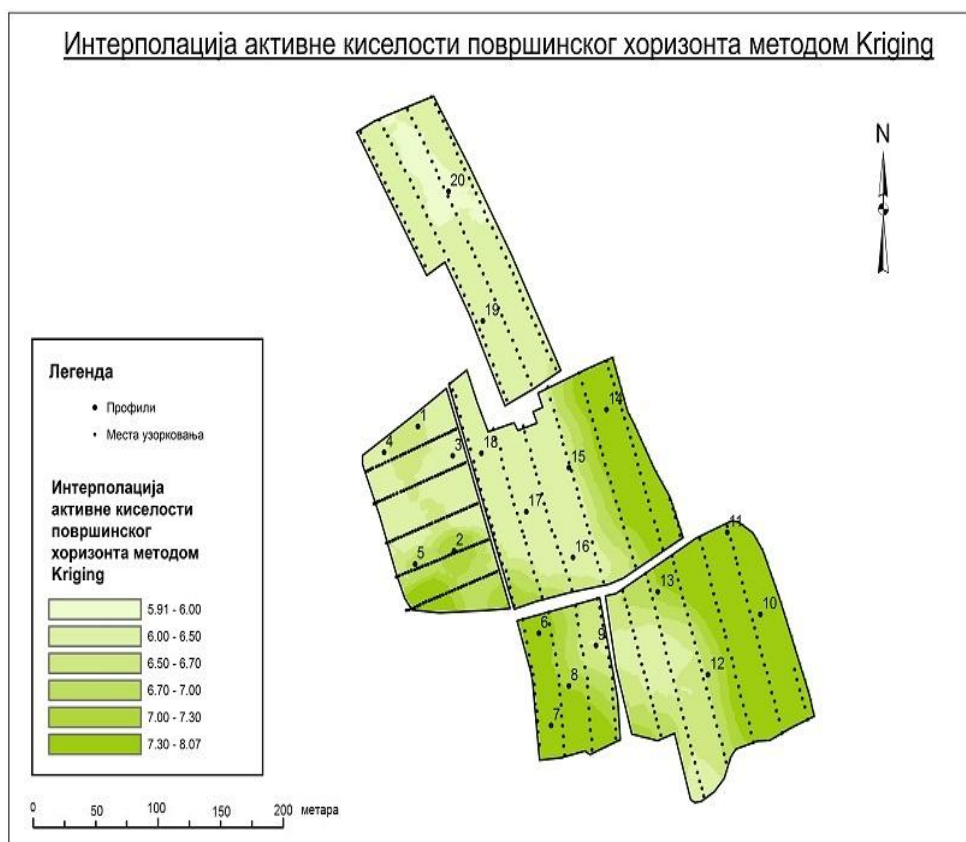 Интерполација активне киселости површинског хоризонта методом Kriging
N
20
19
14
1
4
3
18
15
17
2
5
16
11
13
10
6
9
12
8
7
Легенда
Профили
Места узорковања
Интерполација
активне киселости
површинског
хоризонта методом
Kriging
5.91 - 6.00
6.00 - 6.50
6.50 - 6.70
6.70 - 7.00
7.00 - 7.30
7.30 - 8.07
0 50 100 150 200 метара